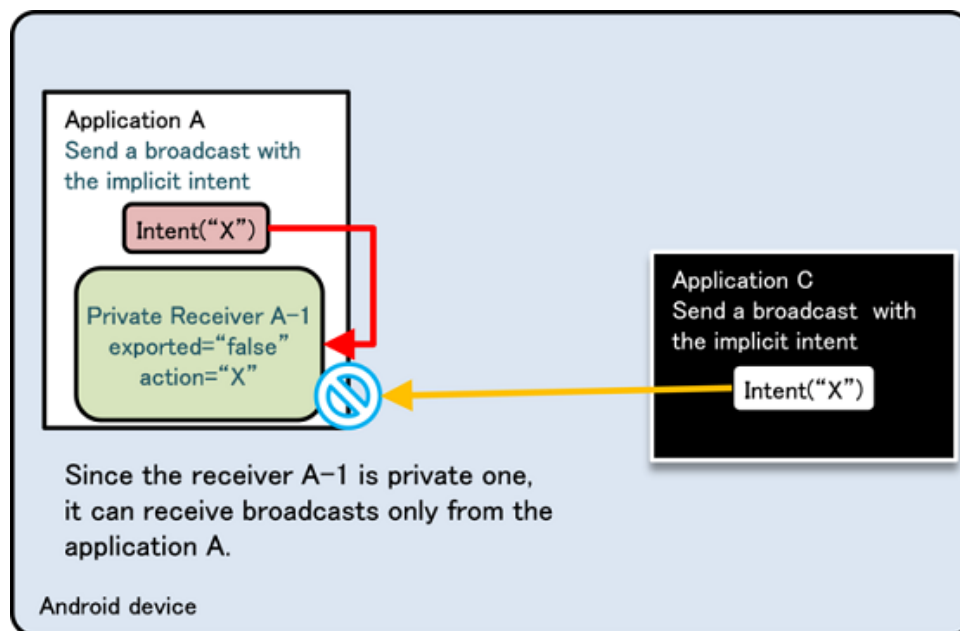 Application A
Send a broadcast with
the implicit intent
Intent(“X”)
Private Receiver A-1
exported=“false”
action=“X”
Application C
Send a broadcast with
the implicit intent
Intent(“X”)
Since the receiver A-1 is private one,
it can receive broadcasts only from the
application A.
Android device